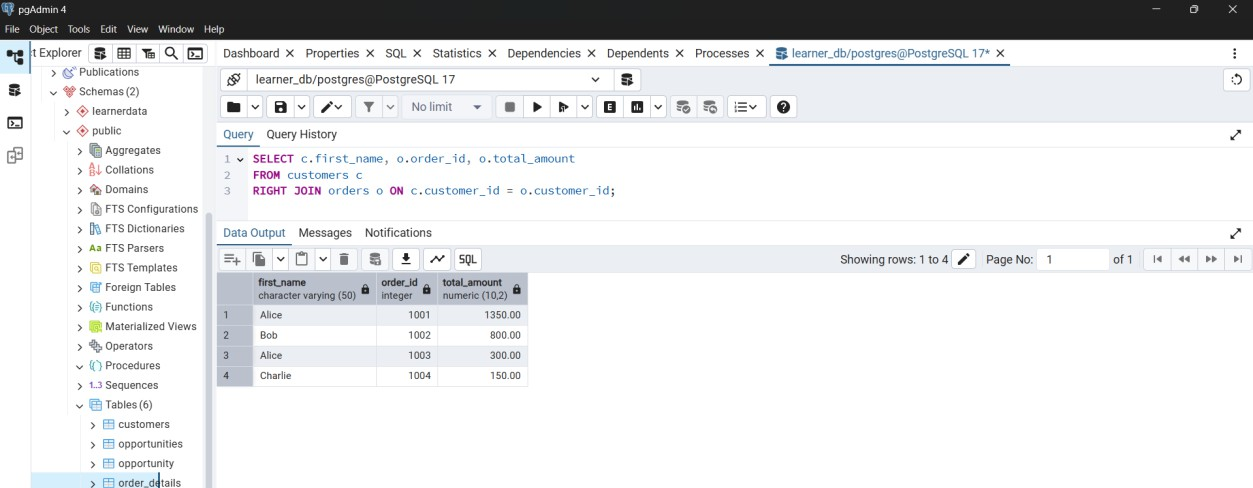 pgAdmin 4
File Object Tools Edit View Window Help
t Explorer
Dashboard Properties SQL Statistics Dependencies Dependents Processes learner_db/postgres@PostgreSQL 17*
Publications
Schemas (2)
learnerdata
public
Aggregates
Collations
Domains
FTS Configurations
FTS Dictionaries
Aa FTS Parsers
FTS Templates
Foreign Tables
Functions
Materialized Views
Operators
Procedures
1..3 Sequences
Tables (6)
customers
opportunities
opportunity
order_details
learner_db/postgres@PostgreSQL 17
No limit
Query Query History
1 SELECT c.first_name, o.order_id, o.total_amount
2 FROM customers c
3 RIGHT JOIN orders o ON c.customer_id = o.customer_id;
Data Output Messages Notifications
SQL Showing rows: 1 to 4 Page No: 1 of 1
first_name order_id total_amount
character varying (50) integer numeric (10,2)
1 Alice 1001 1350.00
2 Bob 1002 800.00
3 Alice 1003 300.00
4 Charlie 1004 150.00